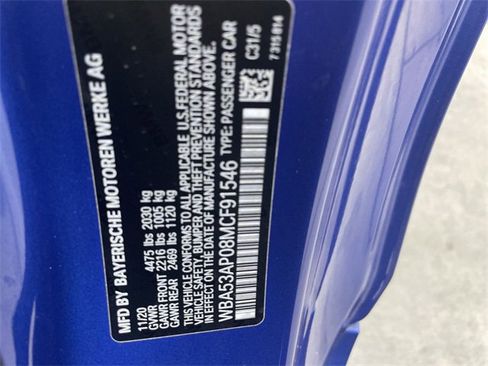 MFD BY BAYERISCHE MOTOREN WERKE AG
11/20
GVWR 4475 lbs 2030 kg
GAWR FRONT 2216 lbs 1005 kg
GAWR REAR 2469 lbs 1120 kg
THIS VEHICLE CONFORMS TO ALL APPLICABLE U.S. FEDERAL MOTOR
VEHICLE SAFETY, BUMPER AND THEFT PREVENTION STANDARDS
IN EFFECT ON THE DATE OF MANUFACTURE SHOWN ABOVE.
WBA53AP08MCF91546 TYPE: PASSENGER CAR
C31/5
7 315 814